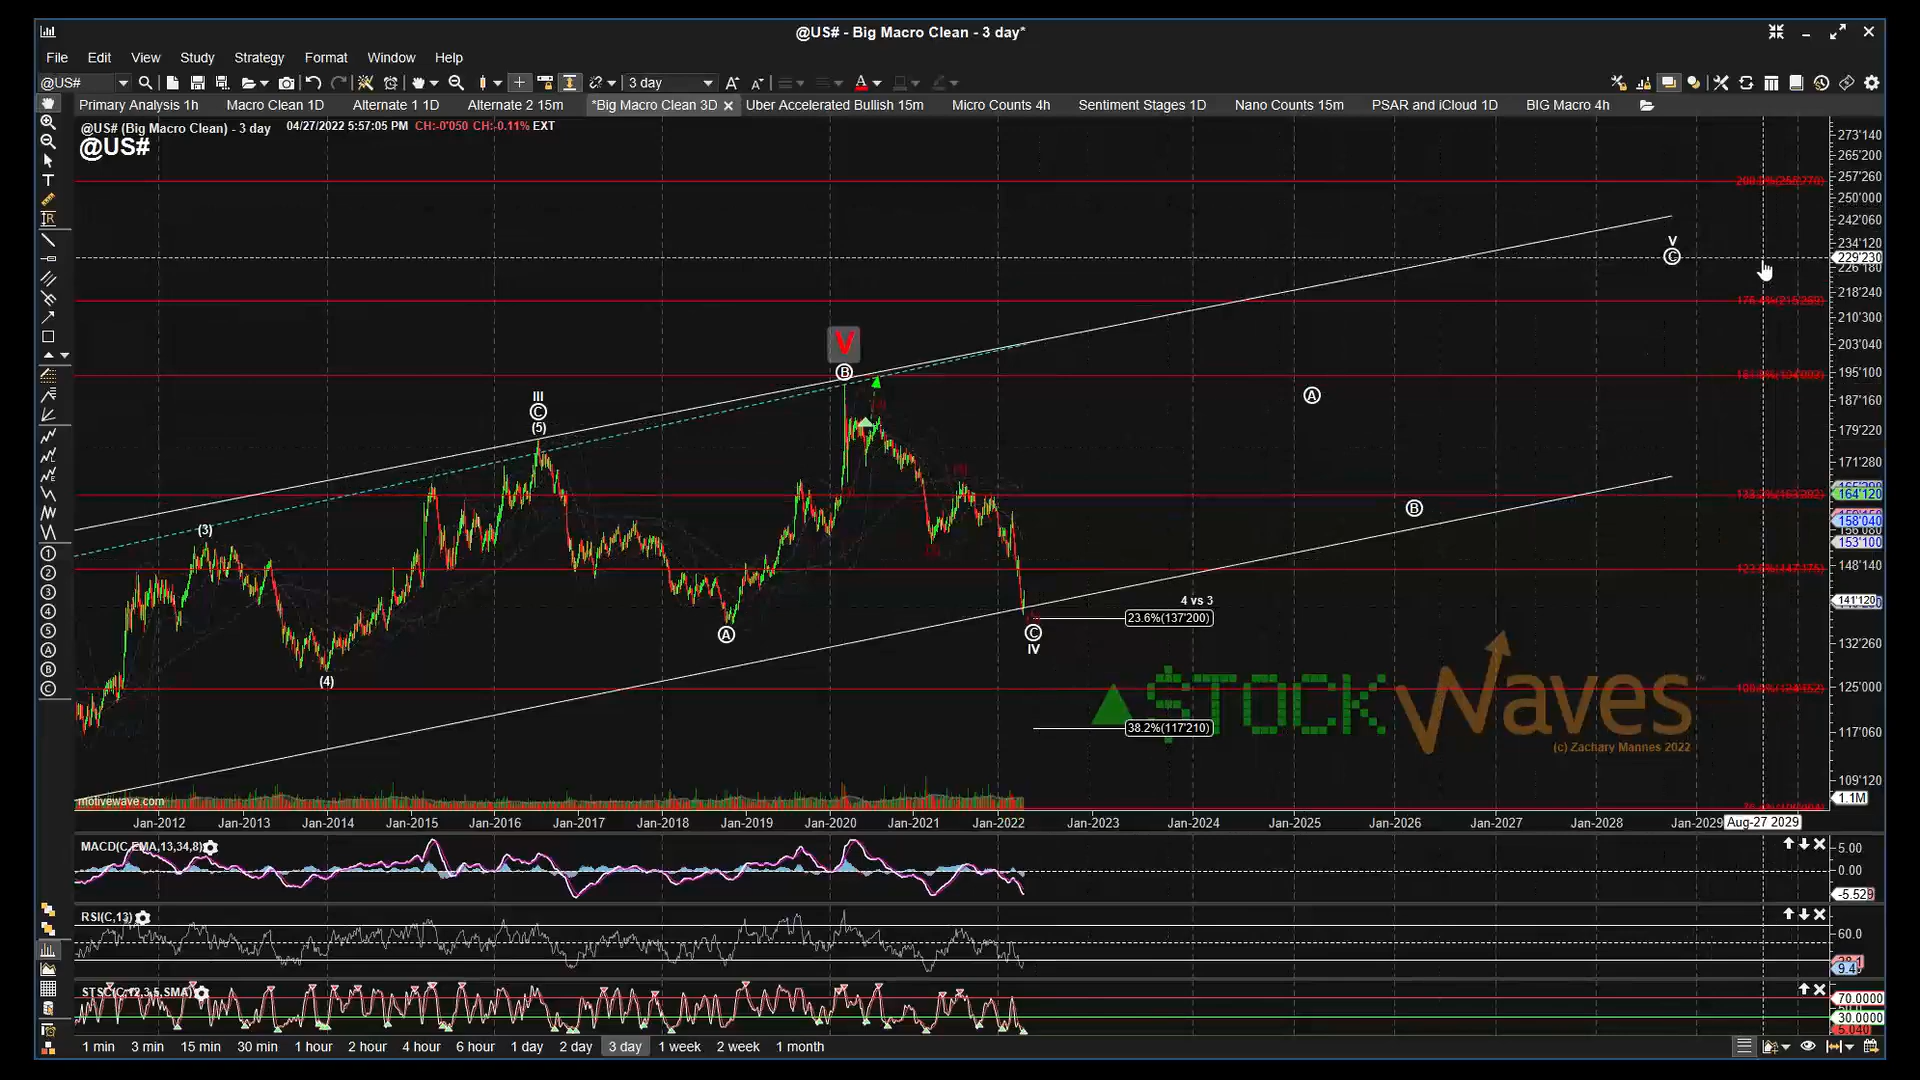 @US# - Big Macro Clean - 3 day*
File Edit View Study Strategy Format Window Help
@US# 3 day
Primary Analysis 1h Macro Clean 1D Alternate 1 1D Alternate 2 15m *Big Macro Clean 3D Uber Accelerated Bullish 15m Micro Counts 4h Sentiment Stages 1D Nano Counts 15m PSAR and iCloud 1D BIG Macro 4h
@US# (Big Macro Clean) - 3 day 04/27/2022 5:57:05 PM CH:-0'050 CH:-0.11% EXT
@US#
273'140
265'200
257'260
250'000
242'060
234'120
229'230
226'180
218'240
210'300
203'040
195'100
187'160
179'220
171'280
164'120
158'040
153'100
148'140
141'120
132'260
125'000
117'060
109'120
1.1M
V
C
V
B
III
C
(5)
(3)
(4)
A
A
B
4 vs 3
23.6%(137'200)
C
IV
38.2%(117'210)
$TOCK Waves
(c) Zachary Mannes 2022
motivewave.com
Jan-2012 Jan-2013 Jan-2014 Jan-2015 Jan-2016 Jan-2017 Jan-2018 Jan-2019 Jan-2020 Jan-2021 Jan-2022 Jan-2023 Jan-2024 Jan-2025 Jan-2026 Jan-2027 Jan-2028 Jan-2029 Aug-27 2029
MACD(C,EMA,13,34,8)
5.00
0.00
-5.529
RSI(C,13)
60.0
9.4
STSC(C,12,3,5,SMA)
70.0000
30.0000
5.040
1 min 3 min 15 min 30 min 1 hour 2 hour 4 hour 6 hour 1 day 2 day 3 day 1 week 2 week 1 month